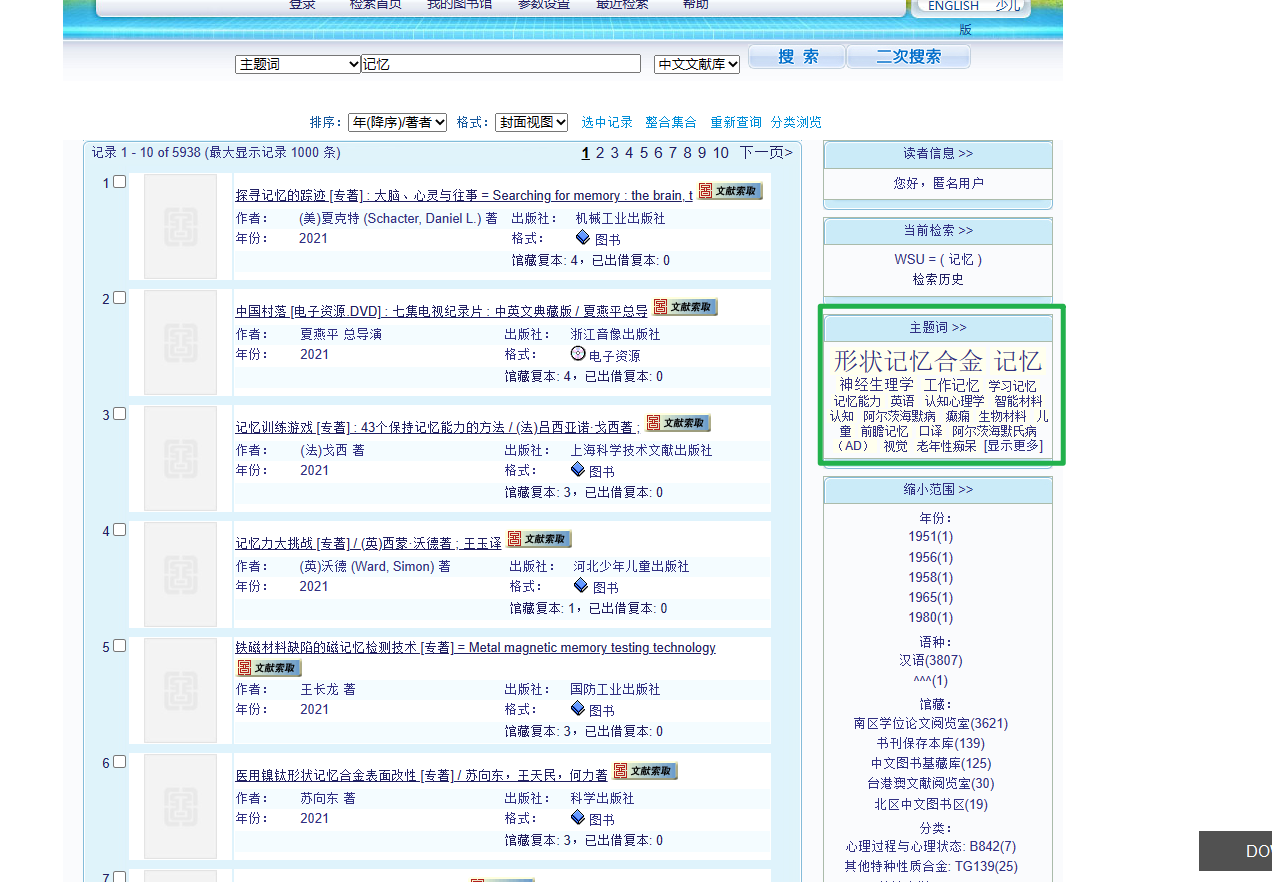 登录 检索首页 我的图书馆 参数设置 最近检索 帮助 ENGLISH 少儿
版
主题词 记忆 中文文献库 搜 索 二次搜索
排序： 年(降序)/著者 格式： 封面视图 选中记录 整合集合 重新查询 分类浏览
记录 1 - 10 of 5938 (最大显示记录 1000 条) 1 2 3 4 5 6 7 8 9 10 下一页>
1
探寻记忆的踪迹 [专著] : 大脑、心灵与往事 = Searching for memory : the brain, t 文献索取
作者： (美)夏克特 (Schacter, Daniel L.) 著 出版社： 机械工业出版社
年份： 2021 格式： 图书
馆藏复本: 4，已出借复本: 0
2
中国村落 [电子资源.DVD] : 七集电视纪录片 : 中英文典藏版 / 夏燕平总导 文献索取
作者： 夏燕平 总导演 出版社： 浙江音像出版社
年份： 2021 格式： 电子资源
馆藏复本: 4，已出借复本: 0
3
记忆训练游戏 [专著] : 43个保持记忆能力的方法 / (法)吕西亚诺·戈西著 ; 文献索取
作者： (法)戈西 著 出版社： 上海科学技术文献出版社
年份： 2021 格式： 图书
馆藏复本: 3，已出借复本: 0
4
记忆力大挑战 [专著] / (英)西蒙·沃德著 ; 王玉译 文献索取
作者： (英)沃德 (Ward, Simon) 著 出版社： 河北少年儿童出版社
年份： 2021 格式： 图书
馆藏复本: 1，已出借复本: 0
5
铁磁材料缺陷的磁记忆检测技术 [专著] = Metal magnetic memory testing technology
文献索取
作者： 王长龙 著 出版社： 国防工业出版社
年份： 2021 格式： 图书
馆藏复本: 3，已出借复本: 0
6
医用镍钛形状记忆合金表面改性 [专著] / 苏向东，王天民，何力著 文献索取
作者： 苏向东 著 出版社： 科学出版社
年份： 2021 格式： 图书
馆藏复本: 3，已出借复本: 0
7
读者信息 >>
您好，匿名用户
当前检索 >>
WSU = ( 记忆 )
检索历史
主题词 >>
形状记忆合金 记忆
神经生理学 工作记忆 学习记忆
记忆能力 英语 认知心理学 智能材料
认知 阿尔茨海默病 癫痫 生物材料 儿
童 前瞻记忆 口译 阿尔茨海默氏病
（AD） 视觉 老年性痴呆 [显示更多]
缩小范围 >>
年份：
1951(1)
1956(1)
1958(1)
1965(1)
1980(1)
语种：
汉语(3807)
^^^(1)
馆藏：
南区学位论文阅览室(3621)
书刊保存本库(139)
中文图书基藏库(125)
台港澳文献阅览室(30)
北区中文图书区(19)
分类：
心理过程与心理状态: B842(7)
其他特种性质合金: TG139(25)